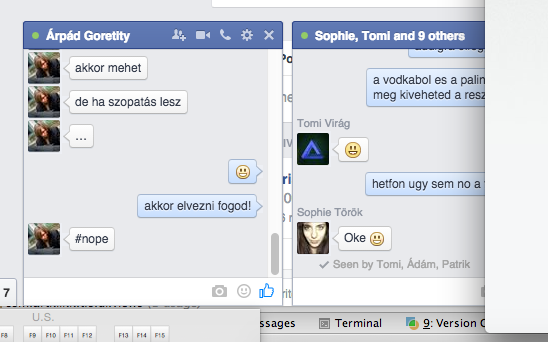 Árpád Goretity
akkor mehet
de ha szopatás lesz
...
akkor elvezni fogod!
#nope
7
Sophie, Tomi and 9 others
a vodkabol es a palin
meg kiveheted a resz
Tomi Virág
hetfon ugy sem no a
Sophie Török
Oke
Seen by Tomi, Ádám, Patrik
U.S.
F8 F9 F10 F11 F12 F13 F14 F15
Terminal
9: Version C